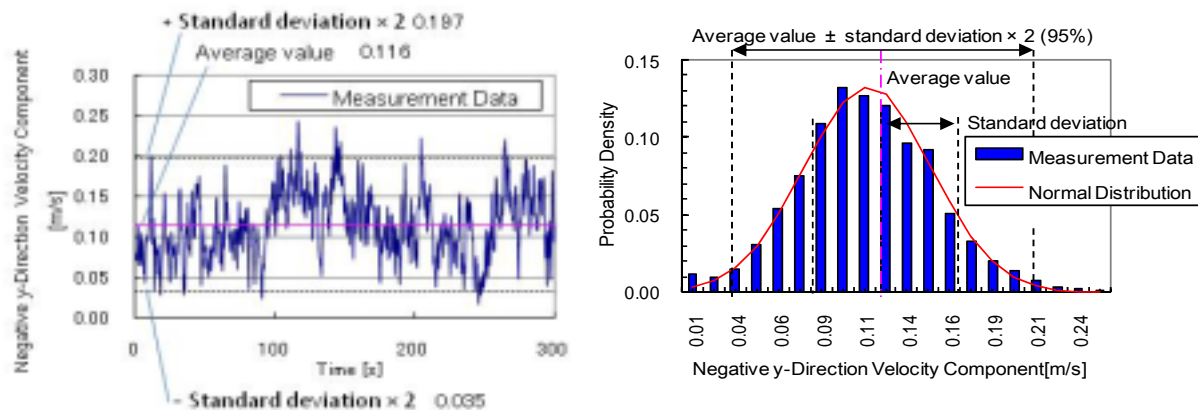 + Standard deviation × 2 0.197
Average value 0.116
Negative y-Direction Velocity Component
[m/s]
0.30
0.25
0.20
0.15
0.10
0.05
0.00
Measurement Data
0 100 200 300
Time [s]
- Standard deviation × 2 0.035
Average value ± standard deviation × 2 (95%)
Average value
Standard deviation
Measurement Data
Normal Distribution
Probability Density
0.15
0.10
0.05
0.00
0.01 0.04 0.06 0.09 0.11 0.14 0.16 0.19 0.21 0.24
Negative y-Direction Velocity Component[m/s]